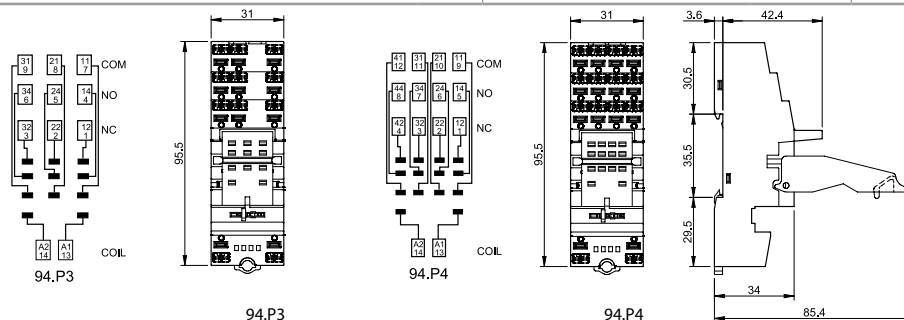 31 21 11 COM
9 8 7
34 24 14 NO
6 5 4
32 22 12 NC
3 2 1
A2 A1 COIL
14 13
94.P3
31
95.5
94.P3
41 31 21 11 COM
12 11 10 9
44 34 24 14 NO
8 7 6 5
42 32 22 12 NC
4 3 2 1
A2 A1 COIL
14 13
94.P4
31
95.5
94.P4
3.6 42.4
30.5
35.5
29.5
34
85.4